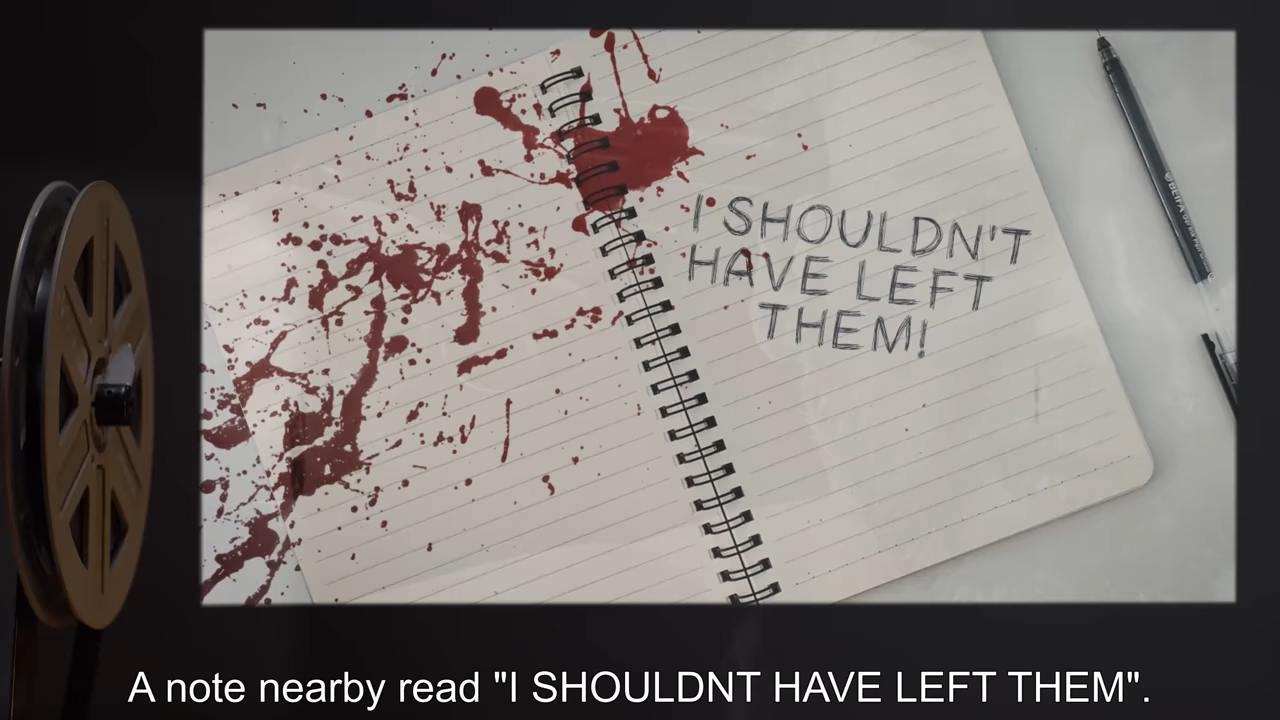 I SHOULDN'T
HAVE LEFT
THEM!
A note nearby read "I SHOULDNT HAVE LEFT THEM".